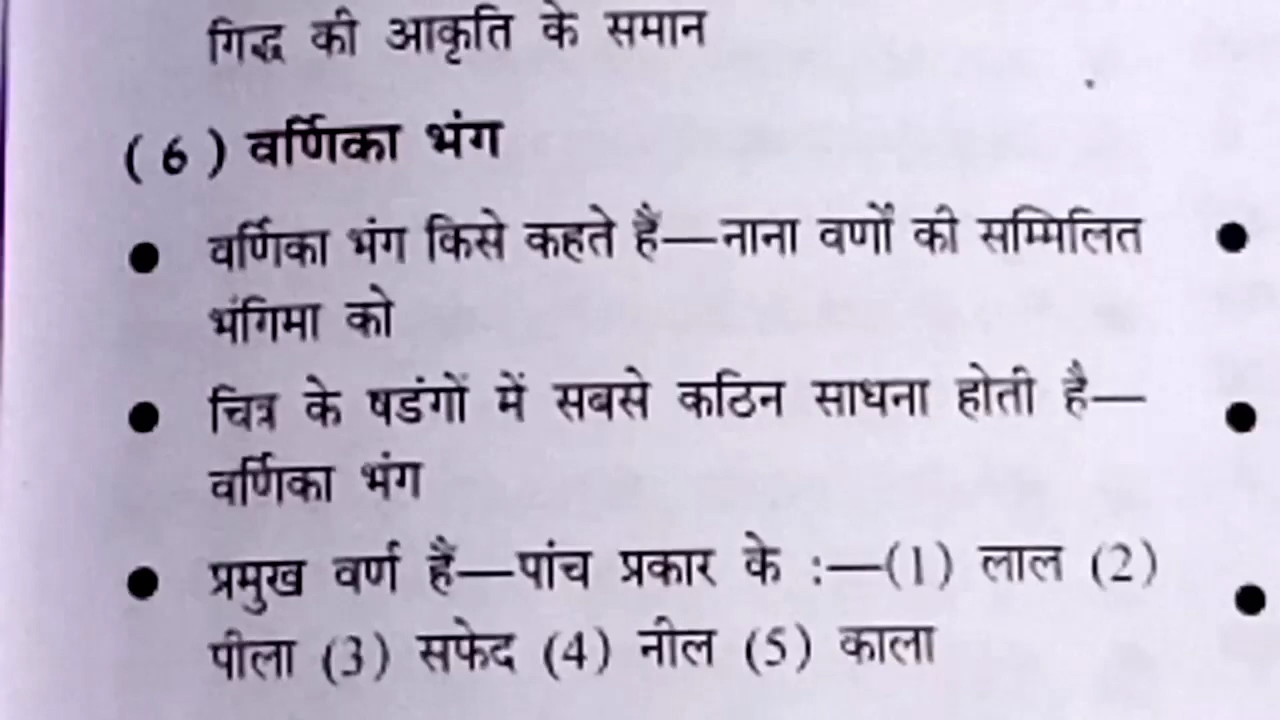 गिद्ध की आकृति के समान
( 6 ) वर्णिका भंग
● वर्णिका भंग किसे कहते हैं—नाना वर्णों की सम्मिलित
भंगिमा को
● चित्र के षडंगों में सबसे कठिन साधना होती है—
वर्णिका भंग
● प्रमुख वर्ण हैं—पांच प्रकार के :—(1) लाल (2)
पीला (3) सफेद (4) नील (5) काला